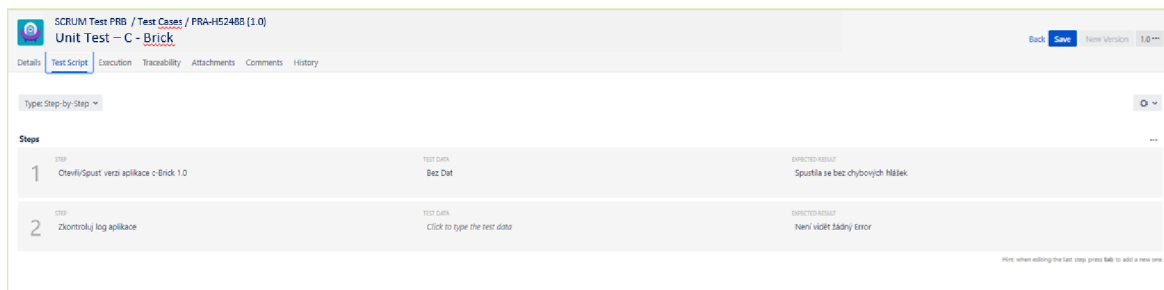 SCRUM Test PRB / Test Cases / PRA-H52488 (1.0)
Unit Test – C - Brick
Back Save New Version 1.0
Details Test Script Execution Traceability Attachments Comments History
Type: Step-by-Step
Steps
STEP TEST DATA EXPECTED RESULT
1 Otevři/Spusť verzi aplikace c-Brick 1.0 Bez Dat Spustila se bez chybových hlášek
STEP TEST DATA EXPECTED RESULT
2 Zkontroluj log aplikace Click to type the test data Není vidět žádný Error
Hint: when editing the last step press tab to add a new one.